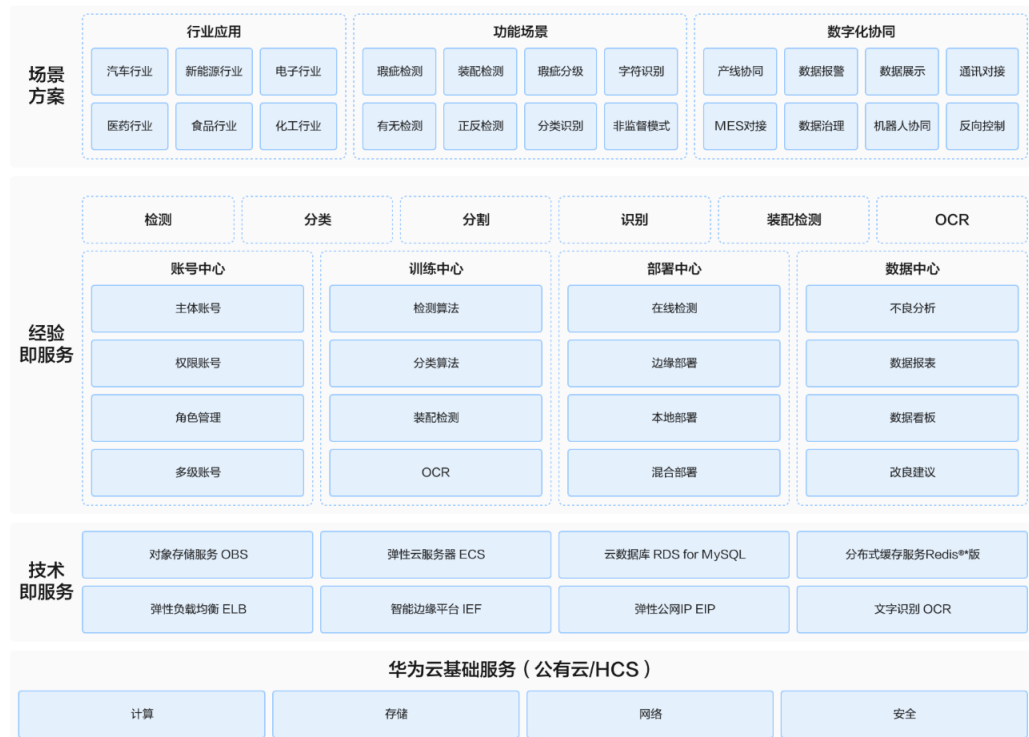 场景
方案
行业应用
汽车行业
新能源行业
电子行业
医药行业
食品行业
化工行业
功能场景
瑕疵检测
装配检测
瑕疵分级
字符识别
有无检测
正反检测
分类识别
非监督模式
数字化协同
产线协同
数据报警
数据展示
通讯对接
MES对接
数据治理
机器人协同
反向控制
经验
即服务
检测
分类
分割
识别
装配检测
OCR
账号中心
主体账号
权限账号
角色管理
多级账号
训练中心
检测算法
分类算法
装配检测
OCR
部署中心
在线检测
边缘部署
本地部署
混合部署
数据中心
不良分析
数据报表
数据看板
改良建议
技术
即服务
对象存储服务 OBS
弹性云服务器 ECS
云数据库 RDS for MySQL
分布式缓存服务Redis®*版
弹性负载均衡 ELB
智能边缘平台 IEF
弹性公网IP EIP
文字识别 OCR
华为云基础服务（公有云/HCS）
计算
存储
网络
安全